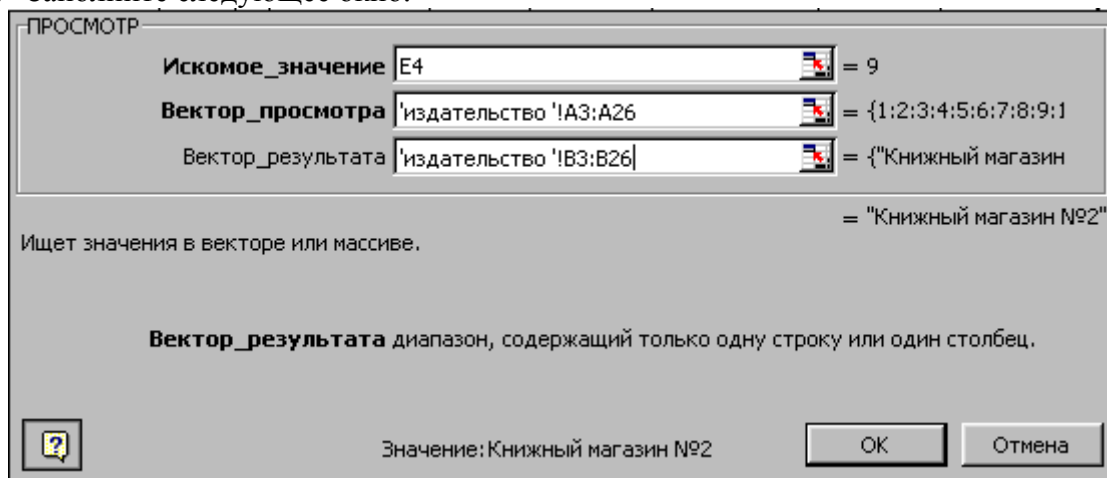 ПРОСМОТР
Искомое_значение E4 = 9
Вектор_просмотра 'издательство '!A3:A26 = {1:2:3:4:5:6:7:8:9:1
Вектор_результата 'издательство '!B3:B26 = {"Книжный магазин
= "Книжный магазин №2"
Ищет значения в векторе или массиве.
Вектор_результата диапазон, содержащий только одну строку или один столбец.
? Значение:Книжный магазин №2 ОК Отмена